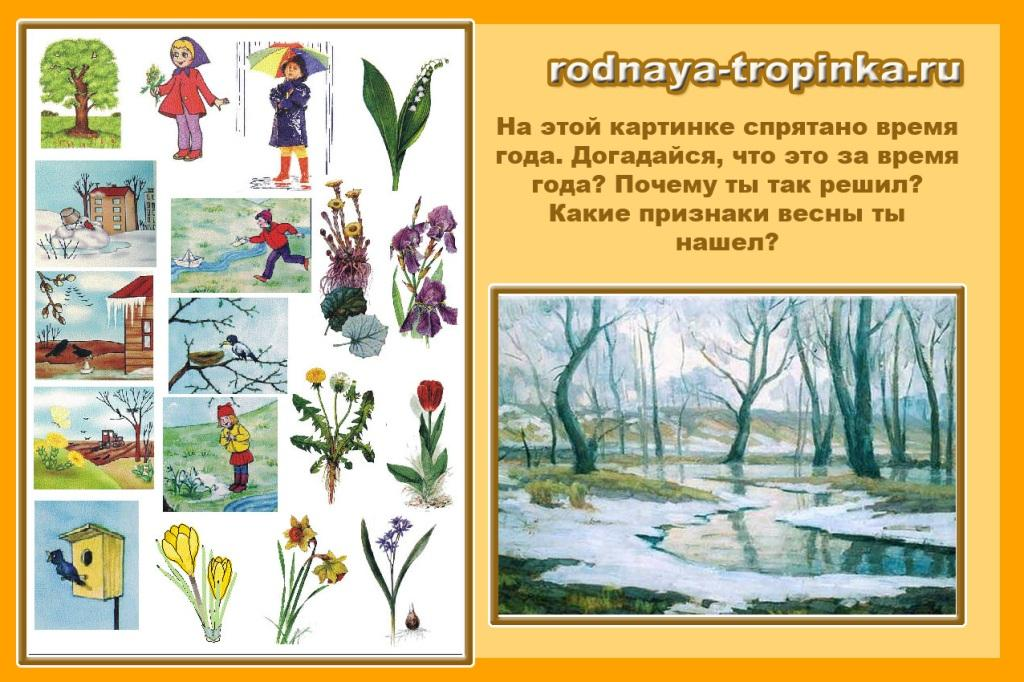 rodnaya-tropinka.ru
На этой картинке спрятано время
года. Догадайся, что это за время
года? Почему ты так решил?
Какие признаки весны ты
нашел?